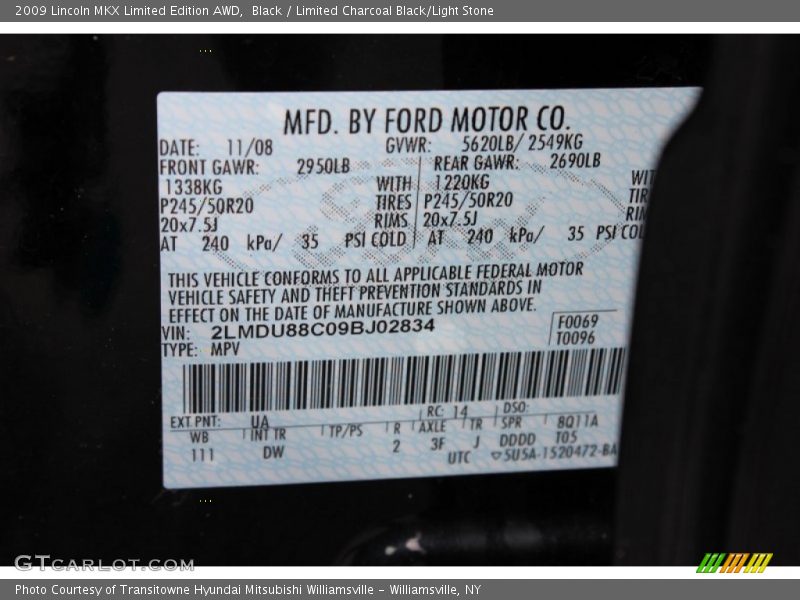 2009 Lincoln MKX Limited Edition AWD,  Black / Limited Charcoal Black/Light Stone
MFD. BY FORD MOTOR CO.
DATE: 11/08 GVWR: 5620LB/ 2549KG
FRONT GAWR: 2950LB REAR GAWR: 2690LB
1338KG WITH 1220KG WIT
P245/50R20 TIRES P245/50R20 TIR
20x7.5J RIMS 20x7.5J RIM
AT 240 kPa/ 35 PSI COLD AT 240 kPa/ 35 PSI COL
THIS VEHICLE CONFORMS TO ALL APPLICABLE FEDERAL MOTOR
VEHICLE SAFETY AND THEFT PREVENTION STANDARDS IN
EFFECT ON THE DATE OF MANUFACTURE SHOWN ABOVE.
VIN: 2LMDU88C09BJ02834 F0069
TYPE: MPV T0096
EXT PNT: UA RC: 14 DSO:
WB INT TR TP/PS R AXLE TR SPR 8Q11A
111 DW 2 3F J DDDD T05
UTC 5U5A-1520472-BA
GTCARLOT.COM
Photo Courtesy of Transitowne Hyundai Mitsubishi Williamsville – Williamsville, NY